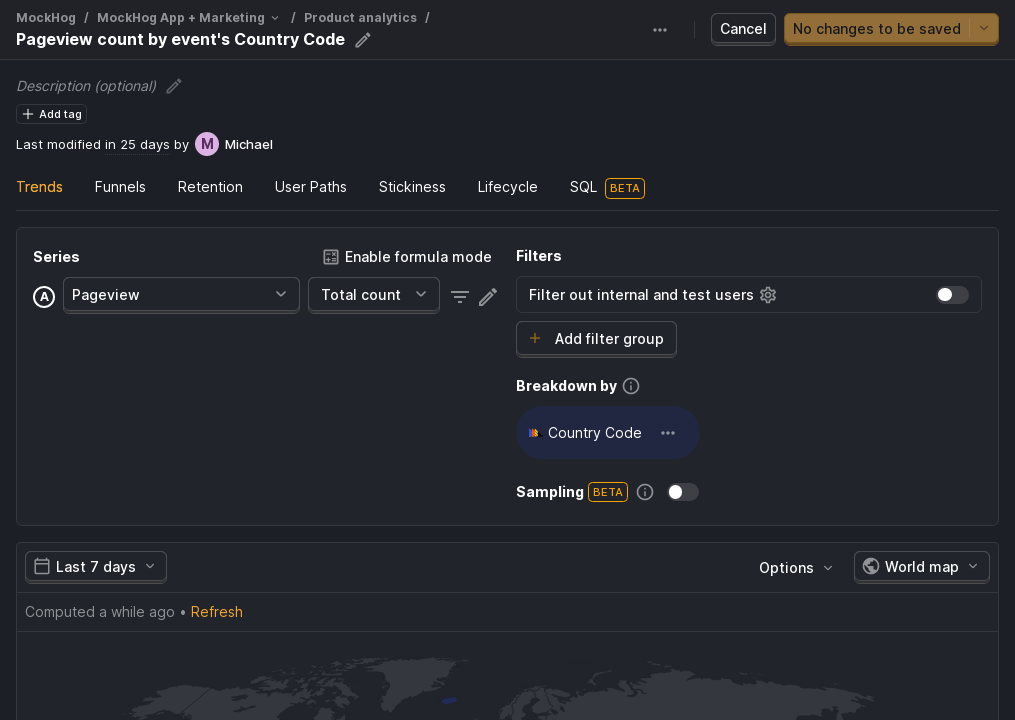 MockHog / MockHog App + Marketing / Product analytics /
Pageview count by event's Country Code
Cancel
No changes to be saved
Description (optional)
Add tag
Last modified in 25 days by M Michael
Trends Funnels Retention User Paths Stickiness Lifecycle SQL BETA
Series
Enable formula mode
A Pageview Total count
Filters
Filter out internal and test users
+ Add filter group
Breakdown by
Country Code
Sampling BETA
Last 7 days
Options
World map
Computed a while ago • Refresh